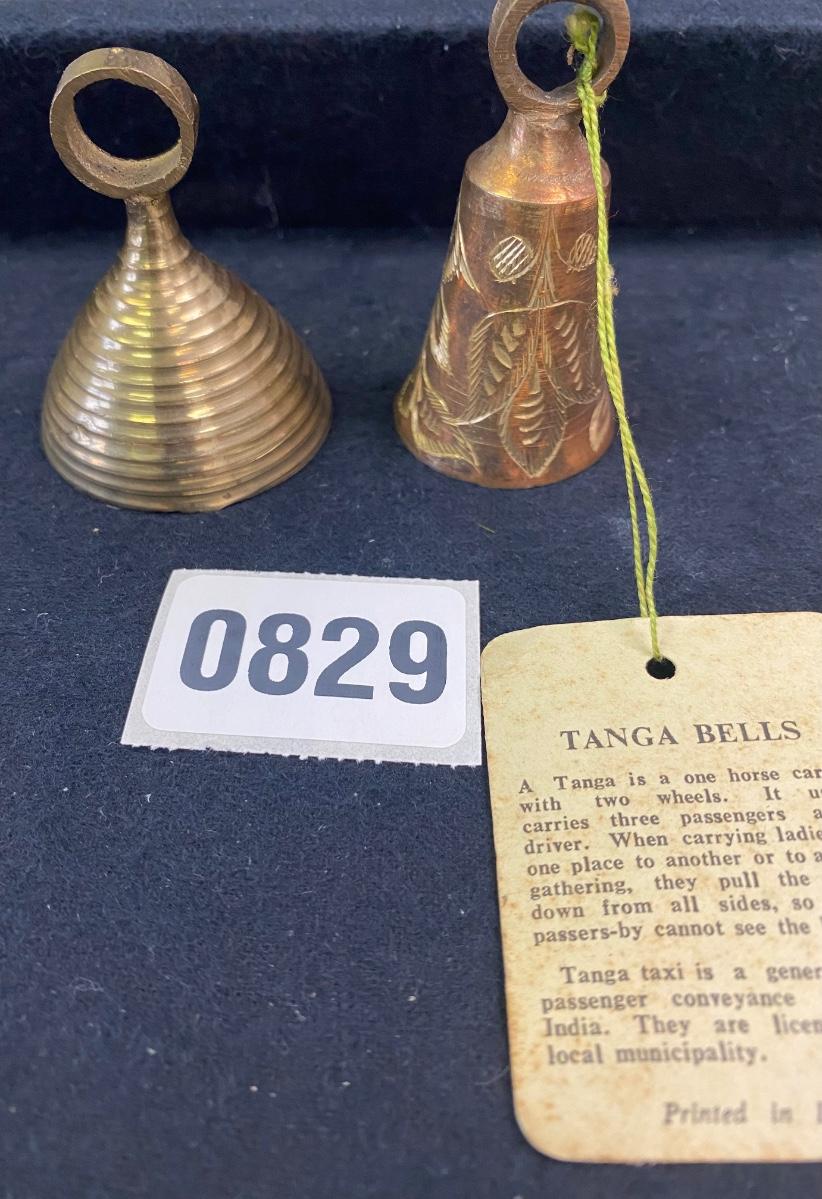 0829
TANGA BELLS
A Tanga is a one horse
with two wheels. It
carries three passengers
driver. When carrying
one place to another or to
gathering, they pull the
down from all sides, so
passers-by cannot see the
Tanga taxi is a
passenger conveyance
India. They are
local municipality.
Printed in